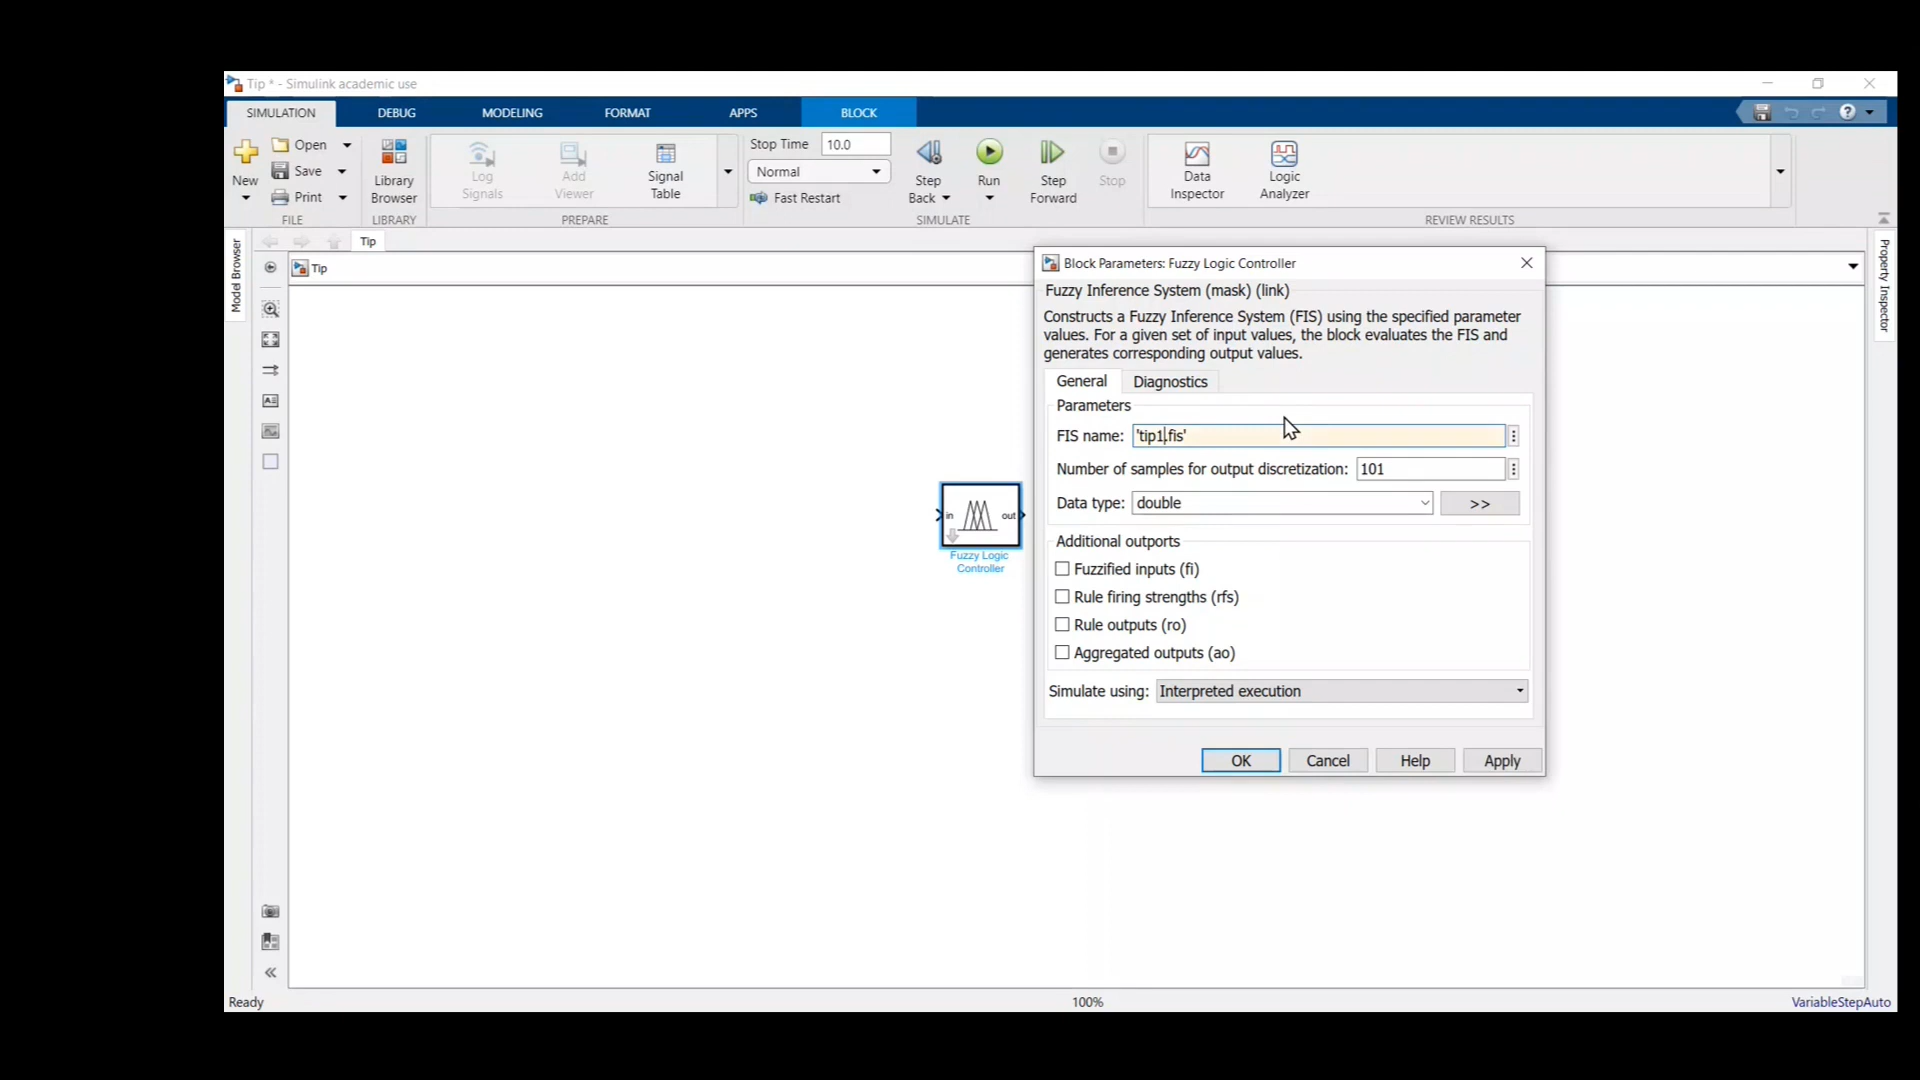 Tip * - Simulink academic use
SIMULATION DEBUG MODELING FORMAT APPS BLOCK
New
Open
Save
Print
FILE
Library
Browser
LIBRARY
Log
Signals
Add
Viewer
Signal
Table
PREPARE
Stop Time 10.0
Normal
Fast Restart
Step
Back
Run
Step
Forward
Stop
SIMULATE
Data
Inspector
Logic
Analyzer
REVIEW RESULTS
Model Browser
Tip
Tip
Property Inspector
in out
Fuzzy Logic
Controller
Block Parameters: Fuzzy Logic Controller
Fuzzy Inference System (mask) (link)
Constructs a Fuzzy Inference System (FIS) using the specified parameter
values. For a given set of input values, the block evaluates the FIS and
generates corresponding output values.
General Diagnostics
Parameters
FIS name: 'tip1.fis'
Number of samples for output discretization: 101
Data type: double >>
Additional outports
Fuzzified inputs (fi)
Rule firing strengths (rfs)
Rule outputs (ro)
Aggregated outputs (ao)
Simulate using: Interpreted execution
OK Cancel Help Apply
Ready 100% VariableStepAuto